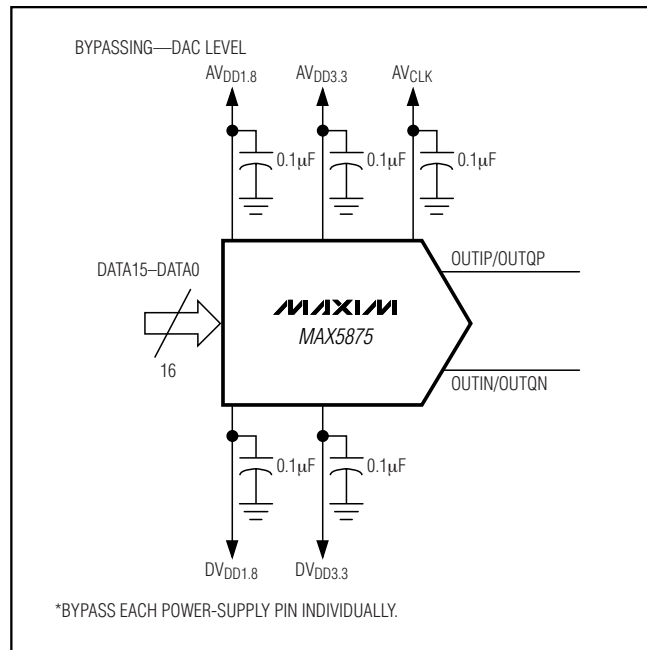 BYPASSING—DAC LEVEL
AVDD1.8 AVDD3.3 AVCLK
0.1µF 0.1µF 0.1µF
OUTIP/OUTQP
DATA15–DATA0
MAXIM
MAX5875
16
OUTIN/OUTQN
0.1µF 0.1µF
DVDD1.8 DVDD3.3
*BYPASS EACH POWER-SUPPLY PIN INDIVIDUALLY.